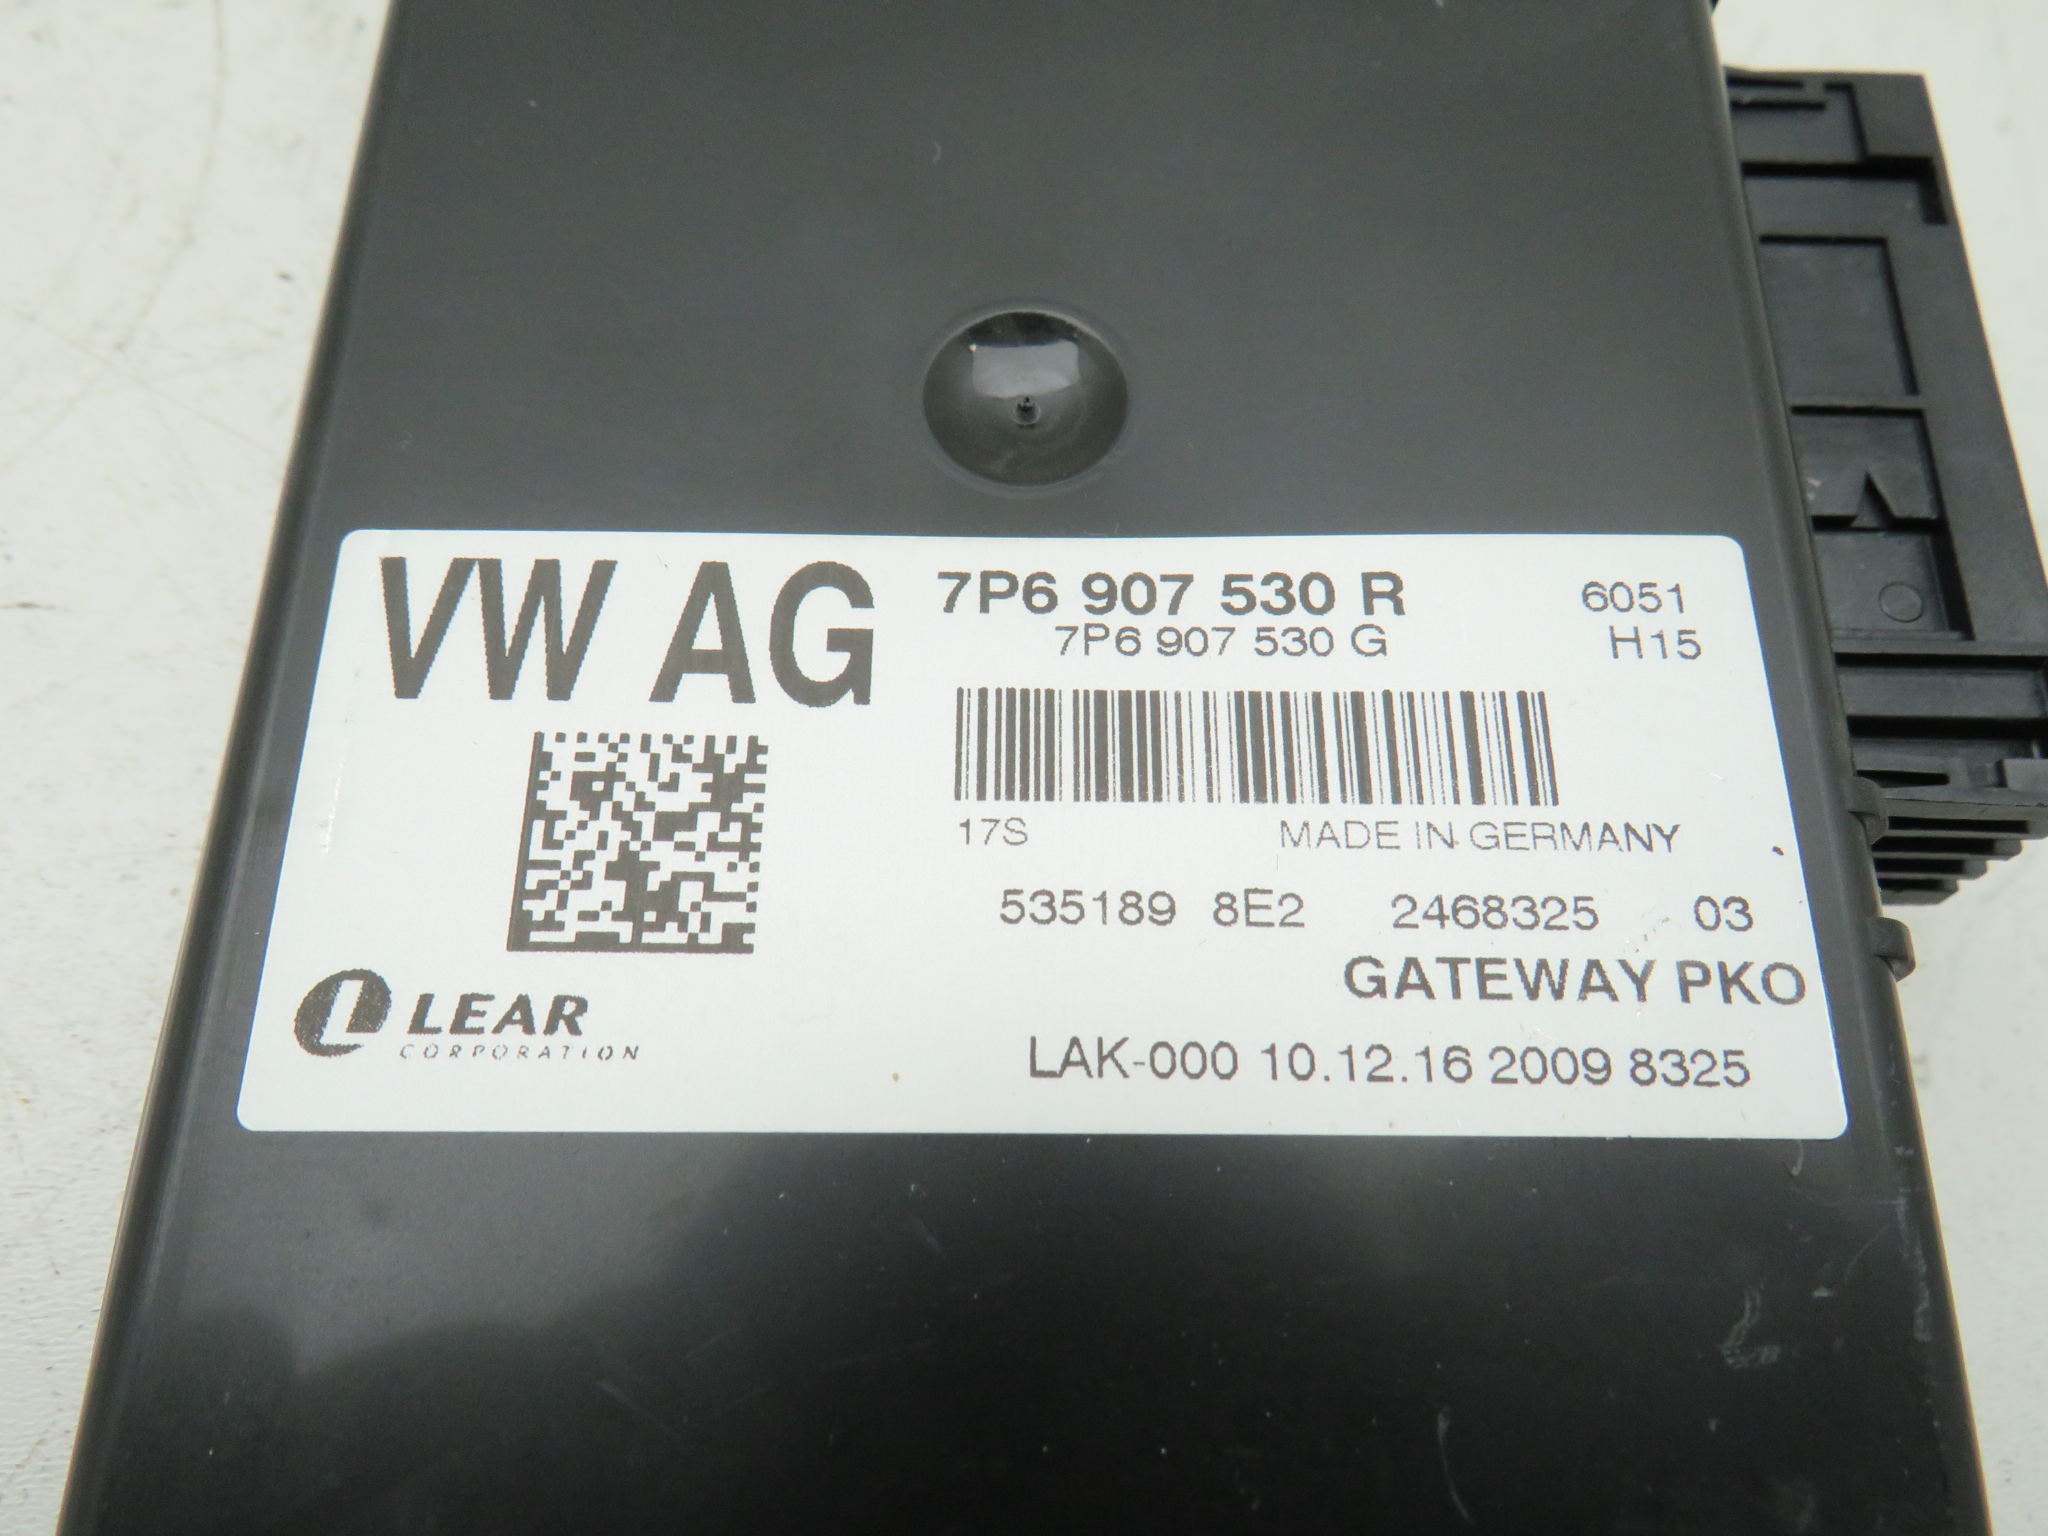 VW AG 7P6 907 530 R 6051
7P6 907 530 G H15
17S MADE IN GERMANY
535189 8E2 2468325 03
GATEWAY PKO
LEAR
CORPORATION
LAK-000 10.12.16 2009 8325